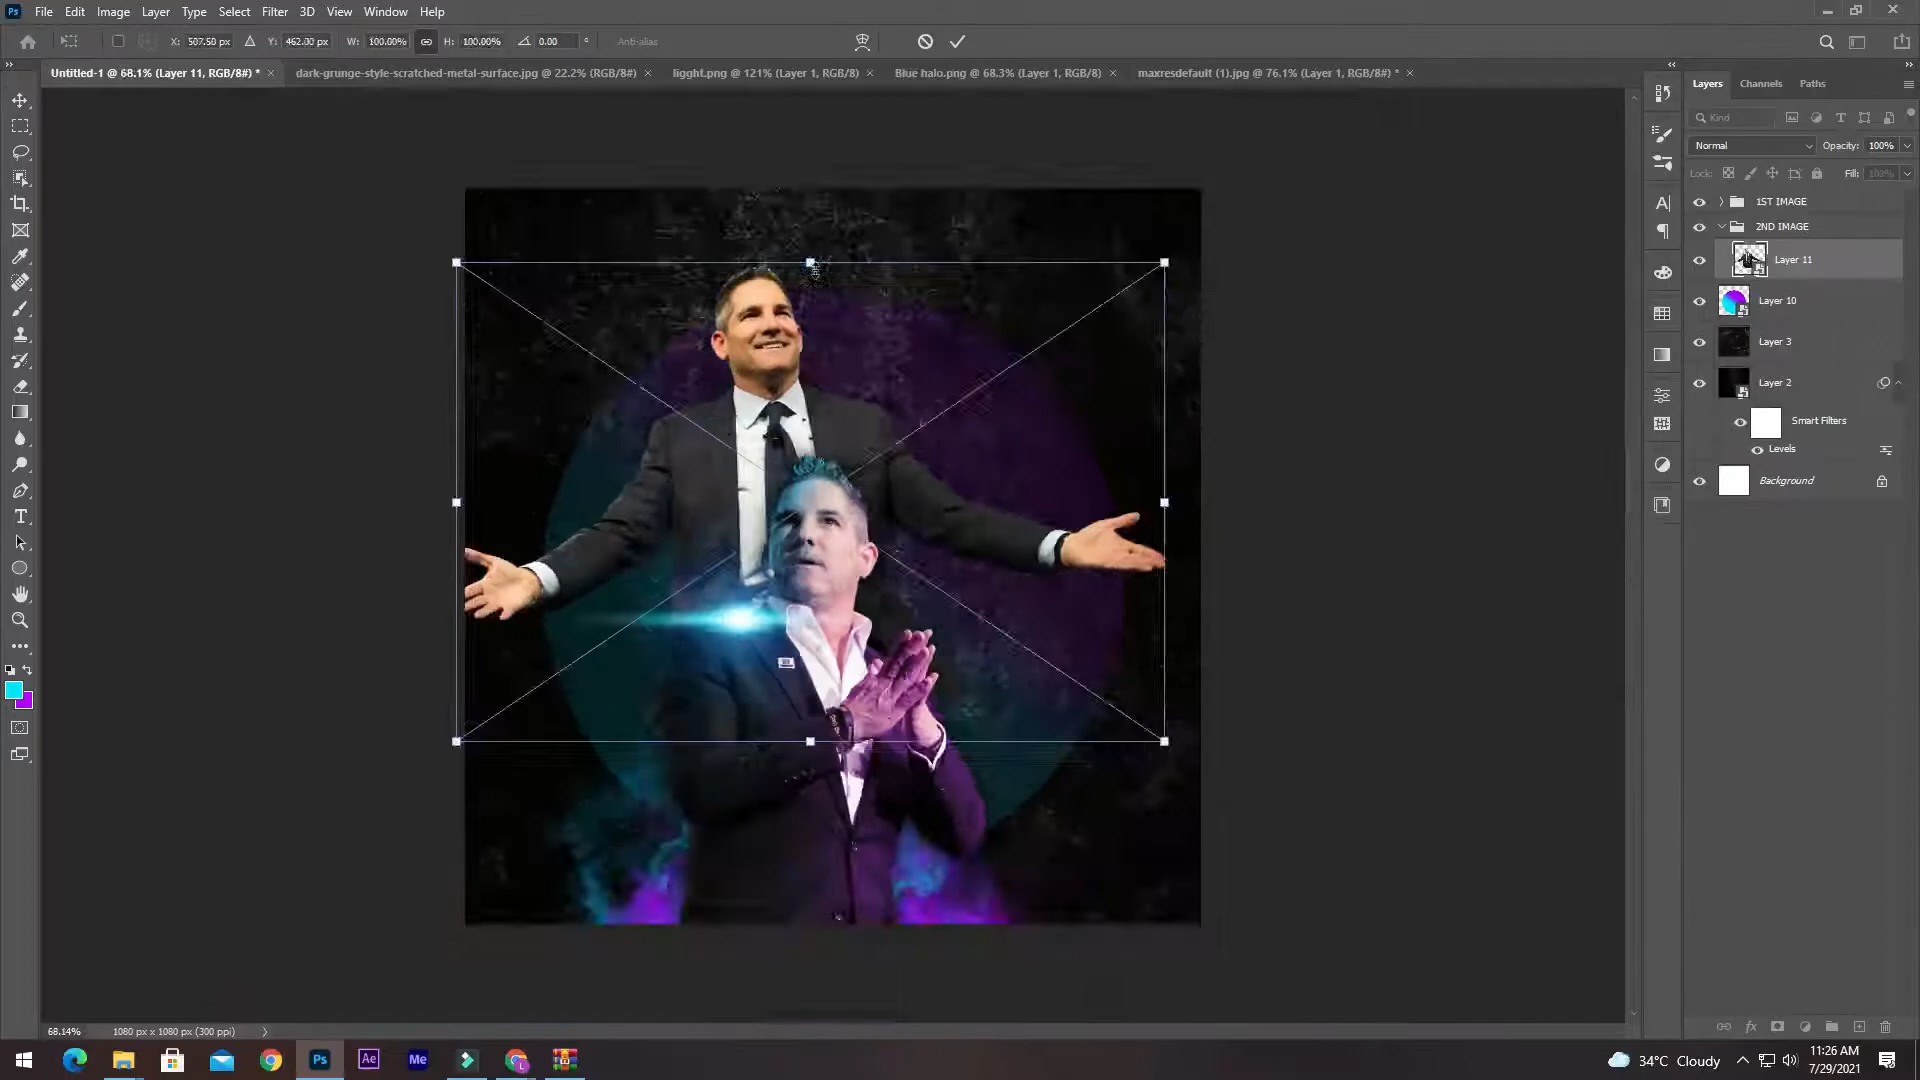 Ps File Edit Image Layer Type Select Filter 3D View Window Help
X: 507.50 px Y: 462.00 px W: 100.00% H: 100.00% 0.00 ° Anti-alias
Untitled-1 @ 68.1% (Layer 11, RGB/8#) * × dark-grunge-style-scratched-metal-surface.jpg @ 22.2% (RGB/8#) × ligght.png @ 121% (Layer 1, RGB/8) × Blue halo.png @ 68.3% (Layer 1, RGB/8) × maxresdefault (1).jpg @ 76.1% (Layer 1, RGB/8#) * ×
Layers Channels Paths
Kind
Normal Opacity: 100%
Lock: Fill: 100%
1ST IMAGE
2ND IMAGE
Layer 11
Layer 10
Layer 3
Layer 2
Smart Filters
Levels
Background
68.14% 1080 px x 1080 px (300 ppi)
Ps Ae Me L
34°C Cloudy
11:26 AM
7/29/2021